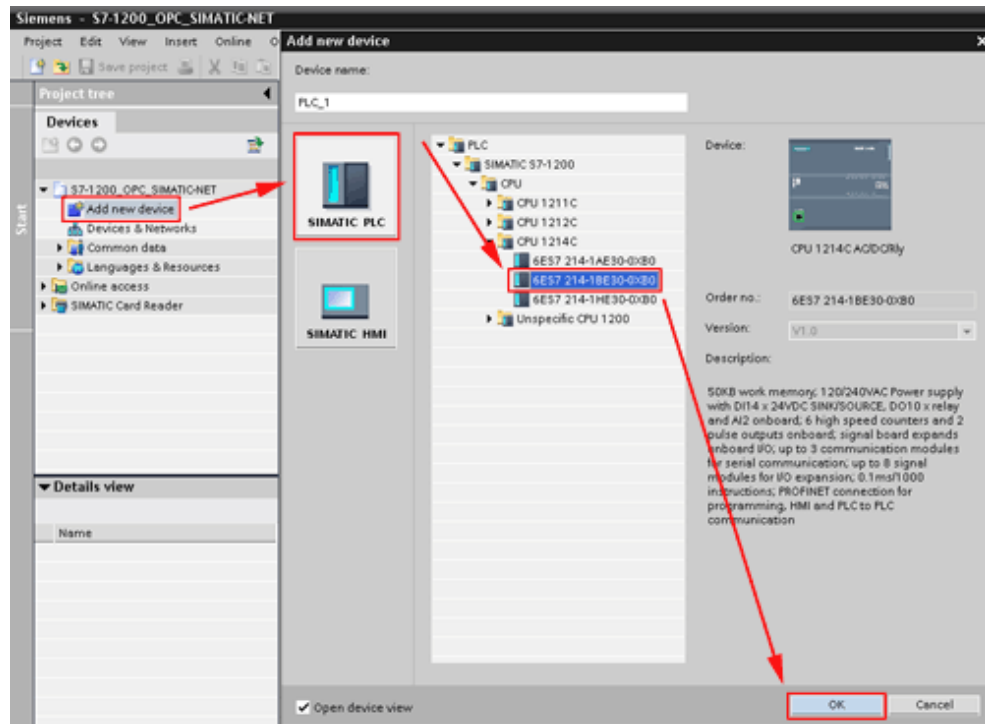 Siemens - S7-1200_OPC_SIMATIC-NET
Project Edit View Insert Online O
Save project
Project tree
Devices
Start
S7-1200_OPC_SIMATIC-NET
Add new device
Devices & Networks
Common data
Languages & Resources
Online access
SIMATIC Card Reader
Details view
Name
Add new device
Device name:
PLC_1
SIMATIC PLC
SIMATIC HMI
PLC
SIMATIC S7-1200
CPU
CPU 1211C
CPU 1212C
CPU 1214C
6ES7 214-1AE30-0XB0
6ES7 214-1BE30-0XB0
6ES7 214-1HE30-0XB0
Unspecific CPU 1200
Device:
CPU 1214C AC/DC/Rly
Order no.: 6ES7 214-1BE30-0XB0
Version: V1.0
Description:
50KB work memory; 120/240VAC Power supply
with DI14 x 24VDC SINK/SOURCE, DO10 x relay
and AI2 onboard; 6 high speed counters and 2
pulse outputs onboard; signal board expands
onboard I/O; up to 3 communication modules
for serial communication; up to 8 signal
modules for I/O expansion; 0.1ms/1000
instructions; PROFINET connection for
programming, HMI and PLC to PLC
communication
Open device view
OK Cancel